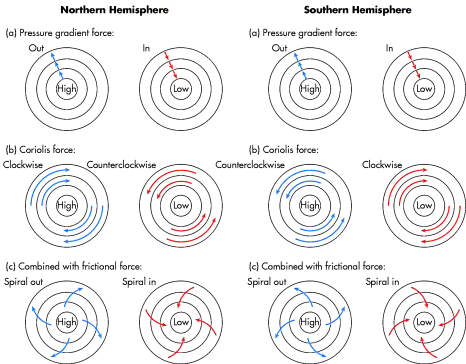 Northern Hemisphere
Southern Hemisphere
(a) Pressure gradient force:
(a) Pressure gradient force:
Out
In
Out
In
High
Low
High
Low
(b) Coriolis force:
(b) Coriolis force:
Clockwise
Counterclockwise
Counterclockwise
Clockwise
High
Low
High
Low
(c) Combined with frictional force:
(c) Combined with frictional force:
Spiral out
Spiral in
Spiral out
Spiral in
High
Low
High
Low